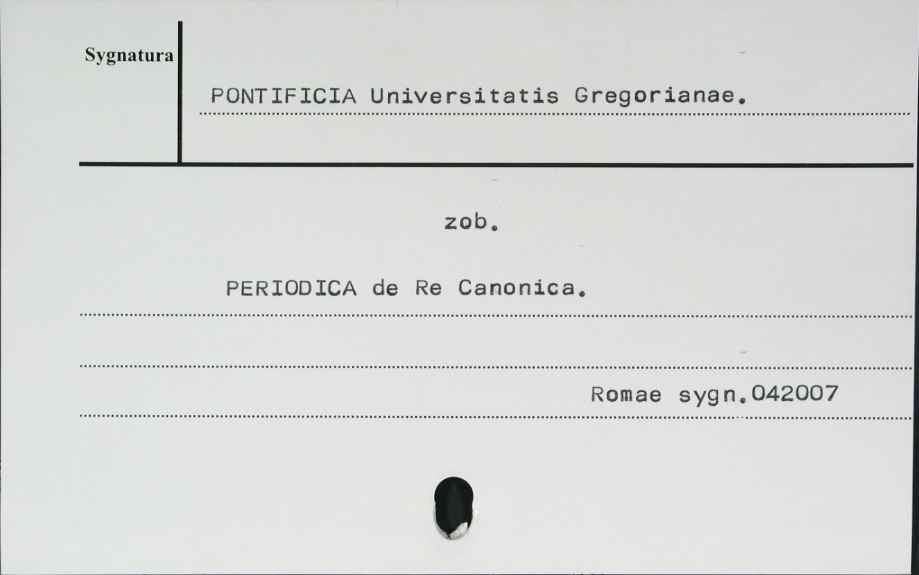 Sygnatura
PONTIFICIA Universitatis Gregorianae.
zob.
PERIODICA de Re Canonica.
Romae sygn.042007